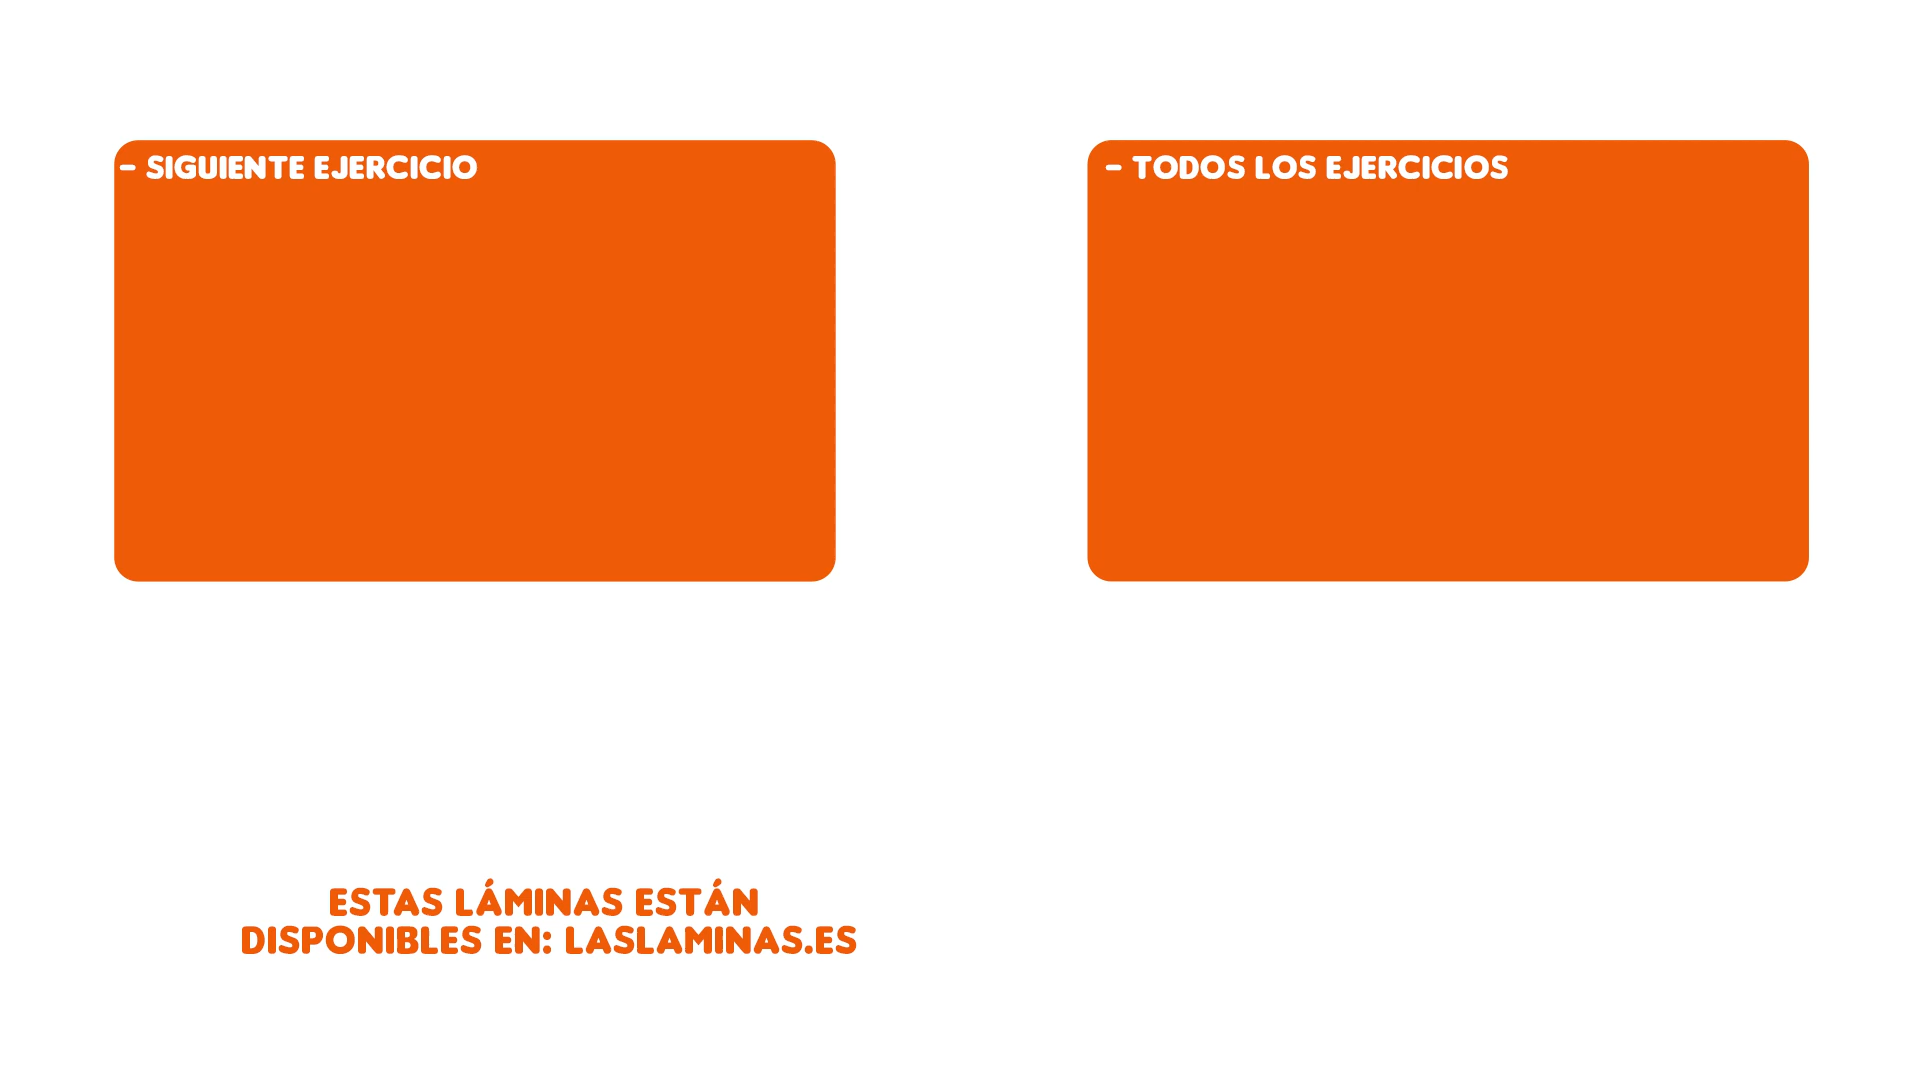 – SIGUIENTE EJERCICIO
– TODOS LOS EJERCICIOS
ESTAS LÁMINAS ESTÁN
DISPONIBLES EN: LASLAMINAS.ES